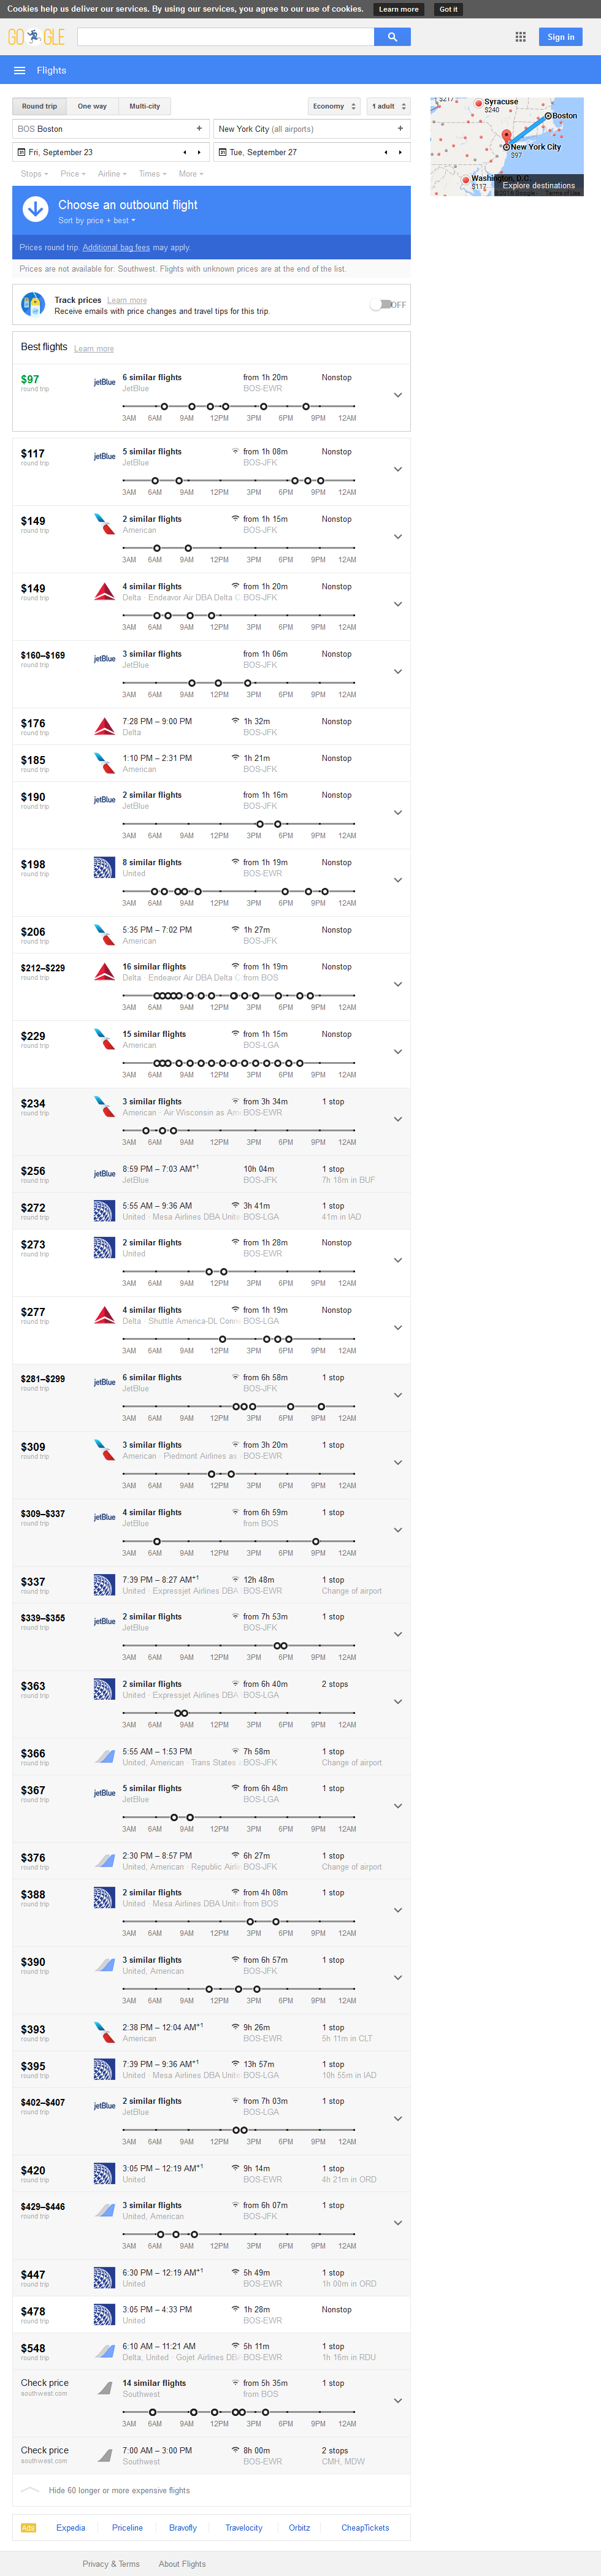 Cookies help us deliver our services. By using our services, you agree to our use of cookies. Learn more Got it
GO GLE Sign in
Flights
Round trip One way Multi-city Economy 1 adult
BOS Boston + New York City (all airports) +
Fri, September 23 Tue, September 27
Stops Price Airline Times More
Choose an outbound flight
Sort by price + best
Prices round trip. Additional bag fees may apply.
Prices are not available for: Southwest. Flights with unknown prices are at the end of the list.
Track prices Learn more
Receive emails with price changes and travel tips for this trip.
OFF
$217
Syracuse
$240
Boston
New York City
$97
Washington, D.C.
$117
Explore destinations
Best flights Learn more
$97 jetBlue 6 similar flights from 1h 20m Nonstop
round trip JetBlue BOS-EWR
3AM 6AM 9AM 12PM 3PM 6PM 9PM 12AM
$117 jetBlue 5 similar flights from 1h 08m Nonstop
round trip JetBlue BOS-JFK
3AM 6AM 9AM 12PM 3PM 6PM 9PM 12AM
$149 2 similar flights from 1h 15m Nonstop
round trip American BOS-JFK
3AM 6AM 9AM 12PM 3PM 6PM 9PM 12AM
$149 4 similar flights from 1h 20m Nonstop
round trip Delta · Endeavor Air DBA Delta C BOS-JFK
3AM 6AM 9AM 12PM 3PM 6PM 9PM 12AM
$160–$169 jetBlue 3 similar flights from 1h 06m Nonstop
round trip JetBlue BOS-JFK
3AM 6AM 9AM 12PM 3PM 6PM 9PM 12AM
$176 7:28 PM – 9:00 PM 1h 32m Nonstop
round trip Delta BOS-JFK
$185 1:10 PM – 2:31 PM 1h 21m Nonstop
round trip American BOS-JFK
$190 jetBlue 2 similar flights from 1h 16m Nonstop
round trip JetBlue BOS-JFK
3AM 6AM 9AM 12PM 3PM 6PM 9PM 12AM
$198 8 similar flights from 1h 19m Nonstop
round trip United BOS-EWR
3AM 6AM 9AM 12PM 3PM 6PM 9PM 12AM
$206 5:35 PM – 7:02 PM 1h 27m Nonstop
round trip American BOS-JFK
$212–$229 16 similar flights from 1h 19m Nonstop
round trip Delta · Endeavor Air DBA Delta C from BOS
3AM 6AM 9AM 12PM 3PM 6PM 9PM 12AM
$229 15 similar flights from 1h 15m Nonstop
round trip American BOS-LGA
3AM 6AM 9AM 12PM 3PM 6PM 9PM 12AM
$234 3 similar flights from 3h 34m 1 stop
round trip American · Air Wisconsin as Am BOS-EWR
3AM 6AM 9AM 12PM 3PM 6PM 9PM 12AM
$256 jetBlue 8:59 PM – 7:03 AM+1 10h 04m 1 stop
round trip JetBlue BOS-JFK 7h 18m in BUF
$272 5:55 AM – 9:36 AM 3h 41m 1 stop
round trip United · Mesa Airlines DBA Unite BOS-LGA 41m in IAD
$273 2 similar flights from 1h 28m Nonstop
round trip United BOS-EWR
3AM 6AM 9AM 12PM 3PM 6PM 9PM 12AM
$277 4 similar flights from 1h 19m Nonstop
round trip Delta · Shuttle America-DL Conn BOS-LGA
3AM 6AM 9AM 12PM 3PM 6PM 9PM 12AM
$281–$299 jetBlue 6 similar flights from 6h 58m 1 stop
round trip JetBlue BOS-JFK
3AM 6AM 9AM 12PM 3PM 6PM 9PM 12AM
$309 3 similar flights from 3h 20m 1 stop
round trip American · Piedmont Airlines as BOS-EWR
3AM 6AM 9AM 12PM 3PM 6PM 9PM 12AM
$309–$337 jetBlue 4 similar flights from 6h 59m 1 stop
round trip JetBlue from BOS
3AM 6AM 9AM 12PM 3PM 6PM 9PM 12AM
$337 7:39 PM – 8:27 AM+1 12h 48m 1 stop
round trip United · Expressjet Airlines DBA BOS-EWR Change of airport
$339–$355 jetBlue 2 similar flights from 7h 53m 1 stop
round trip JetBlue BOS-JFK
3AM 6AM 9AM 12PM 3PM 6PM 9PM 12AM
$363 2 similar flights from 6h 40m 2 stops
round trip United · Expressjet Airlines DBA BOS-LGA
3AM 6AM 9AM 12PM 3PM 6PM 9PM 12AM
$366 5:55 AM – 1:53 PM 7h 58m 1 stop
round trip United, American · Trans States BOS-JFK Change of airport
$367 jetBlue 5 similar flights from 6h 48m 1 stop
round trip JetBlue BOS-LGA
3AM 6AM 9AM 12PM 3PM 6PM 9PM 12AM
$376 2:30 PM – 8:57 PM 6h 27m 1 stop
round trip United, American · Republic Airli BOS-JFK Change of airport
$388 2 similar flights from 4h 08m 1 stop
round trip United · Mesa Airlines DBA Unite from BOS
3AM 6AM 9AM 12PM 3PM 6PM 9PM 12AM
$390 3 similar flights from 6h 57m 1 stop
round trip United, American BOS-JFK
3AM 6AM 9AM 12PM 3PM 6PM 9PM 12AM
$393 2:38 PM – 12:04 AM+1 9h 26m 1 stop
round trip American BOS-EWR 5h 11m in CLT
$395 7:39 PM – 9:36 AM+1 13h 57m 1 stop
round trip United · Mesa Airlines DBA Unite BOS-LGA 10h 55m in IAD
$402–$407 jetBlue 2 similar flights from 7h 03m 1 stop
round trip JetBlue BOS-LGA
3AM 6AM 9AM 12PM 3PM 6PM 9PM 12AM
$420 3:05 PM – 12:19 AM+1 9h 14m 1 stop
round trip United BOS-EWR 4h 21m in ORD
$429–$446 3 similar flights from 6h 07m 1 stop
round trip United, American BOS-JFK
3AM 6AM 9AM 12PM 3PM 6PM 9PM 12AM
$447 6:30 PM – 12:19 AM+1 5h 49m 1 stop
round trip United BOS-EWR 1h 00m in ORD
$478 3:05 PM – 4:33 PM 1h 28m Nonstop
round trip United BOS-EWR
$548 6:10 AM – 11:21 AM 5h 11m 1 stop
round trip Delta, United · Gojet Airlines DB BOS-EWR 1h 16m in RDU
Check price 14 similar flights from 5h 35m 1 stop
southwest.com Southwest from BOS
3AM 6AM 9AM 12PM 3PM 6PM 9PM 12AM
Check price 7:00 AM – 3:00 PM 8h 00m 2 stops
southwest.com Southwest BOS-EWR CMH, MDW
Hide 60 longer or more expensive flights
Ads Expedia Priceline Bravofly Travelocity Orbitz CheapTickets
Privacy & Terms About Flights